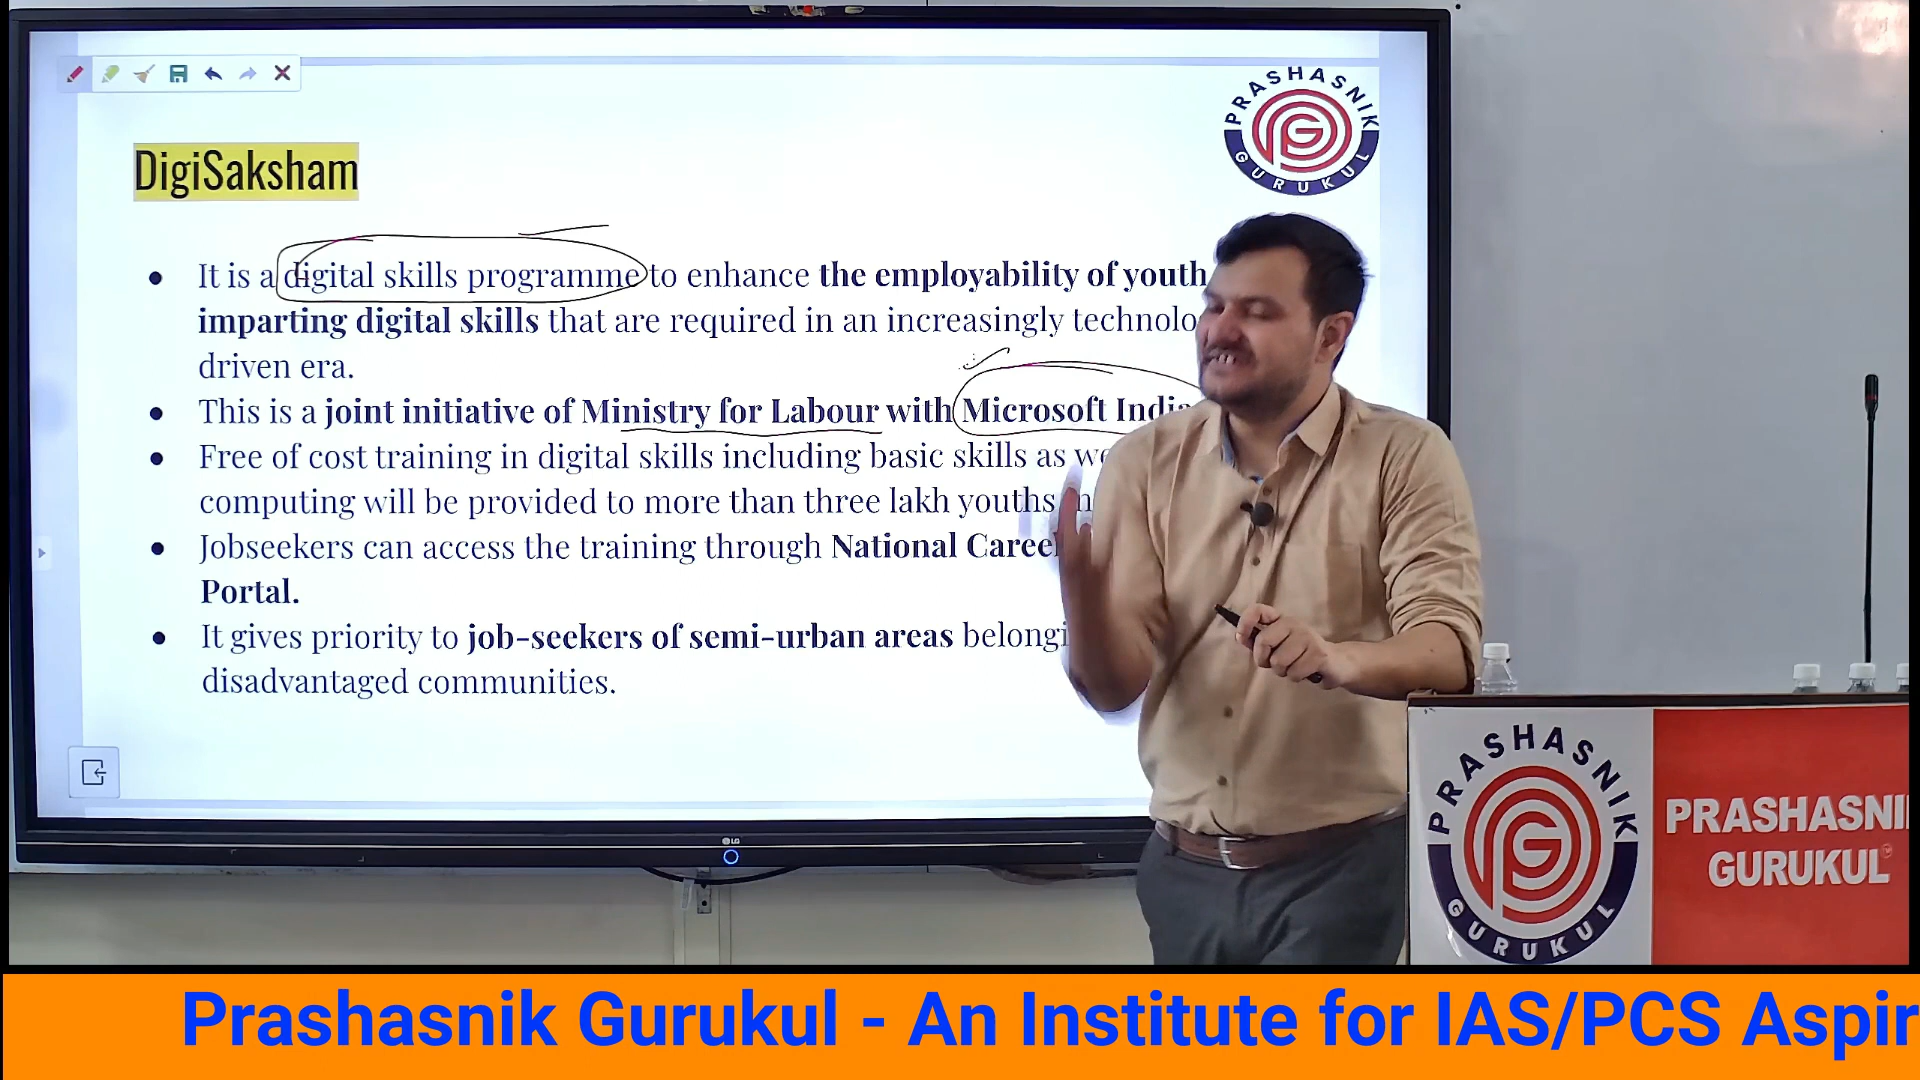 PRASHASNIK
GURUKUL
DigiSaksham
It is a digital skills programme to enhance the employability of youth
imparting digital skills that are required in an increasingly
driven era.
This is a joint initiative of Ministry for Labour with Microsoft India
Free of cost training in digital skills including basic skills as
computing will be provided to more than three lakh youths
Jobseekers can access the training through National
Portal.
It gives priority to job-seekers of semi-urban areas
disadvantaged communities.
LG
PRASHASNIK
GURUKUL
PRASHASNI
GURUKUL
Prashasnik Gurukul - An Institute for IAS/PCS Aspir